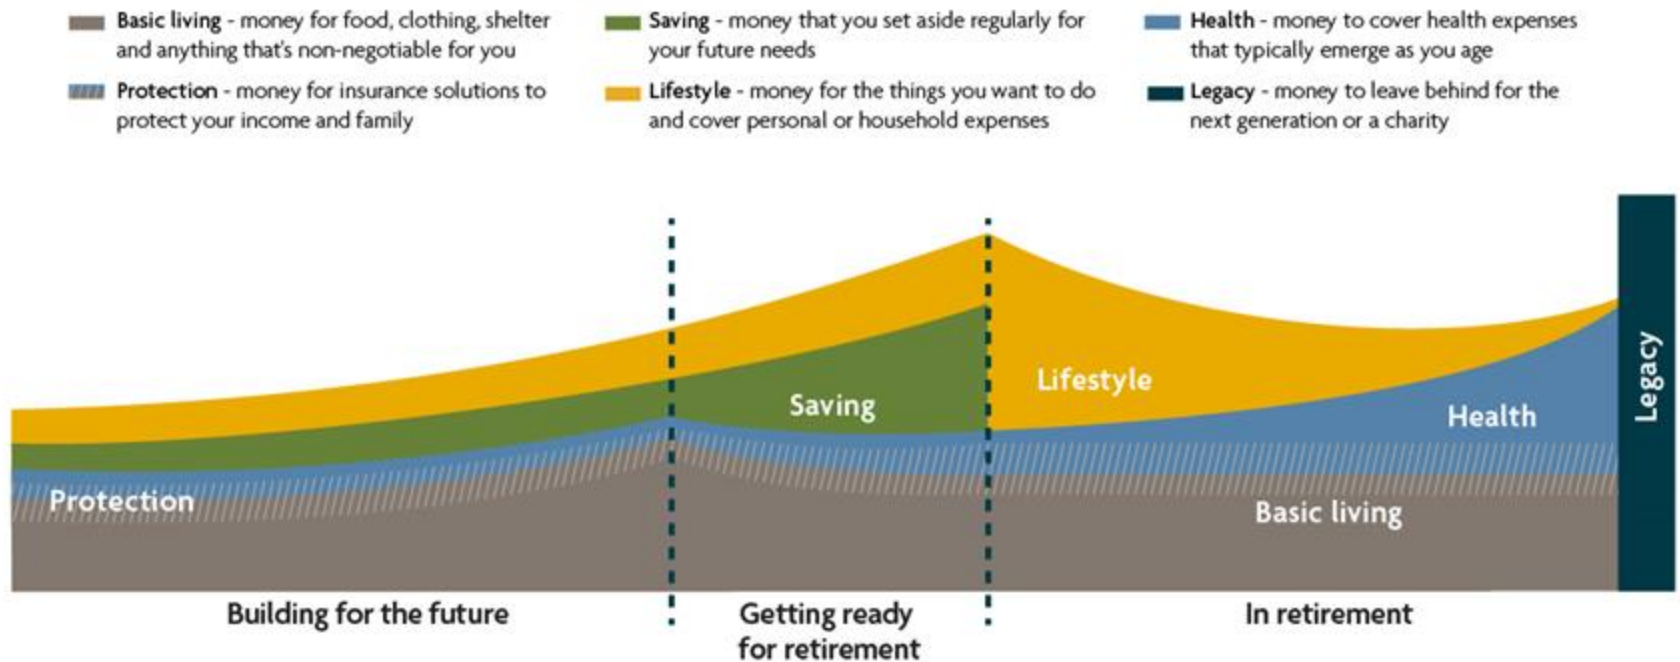 Basic living - money for food, clothing, shelter
and anything that's non-negotiable for you
Protection - money for insurance solutions to
protect your income and family
Saving - money that you set aside regularly for
your future needs
Lifestyle - money for the things you want to do
and cover personal or household expenses
Health - money to cover health expenses
that typically emerge as you age
Legacy - money to leave behind for the
next generation or a charity
Protection
Saving
Lifestyle
Health
Basic living
Legacy
Building for the future
Getting ready
for retirement
In retirement